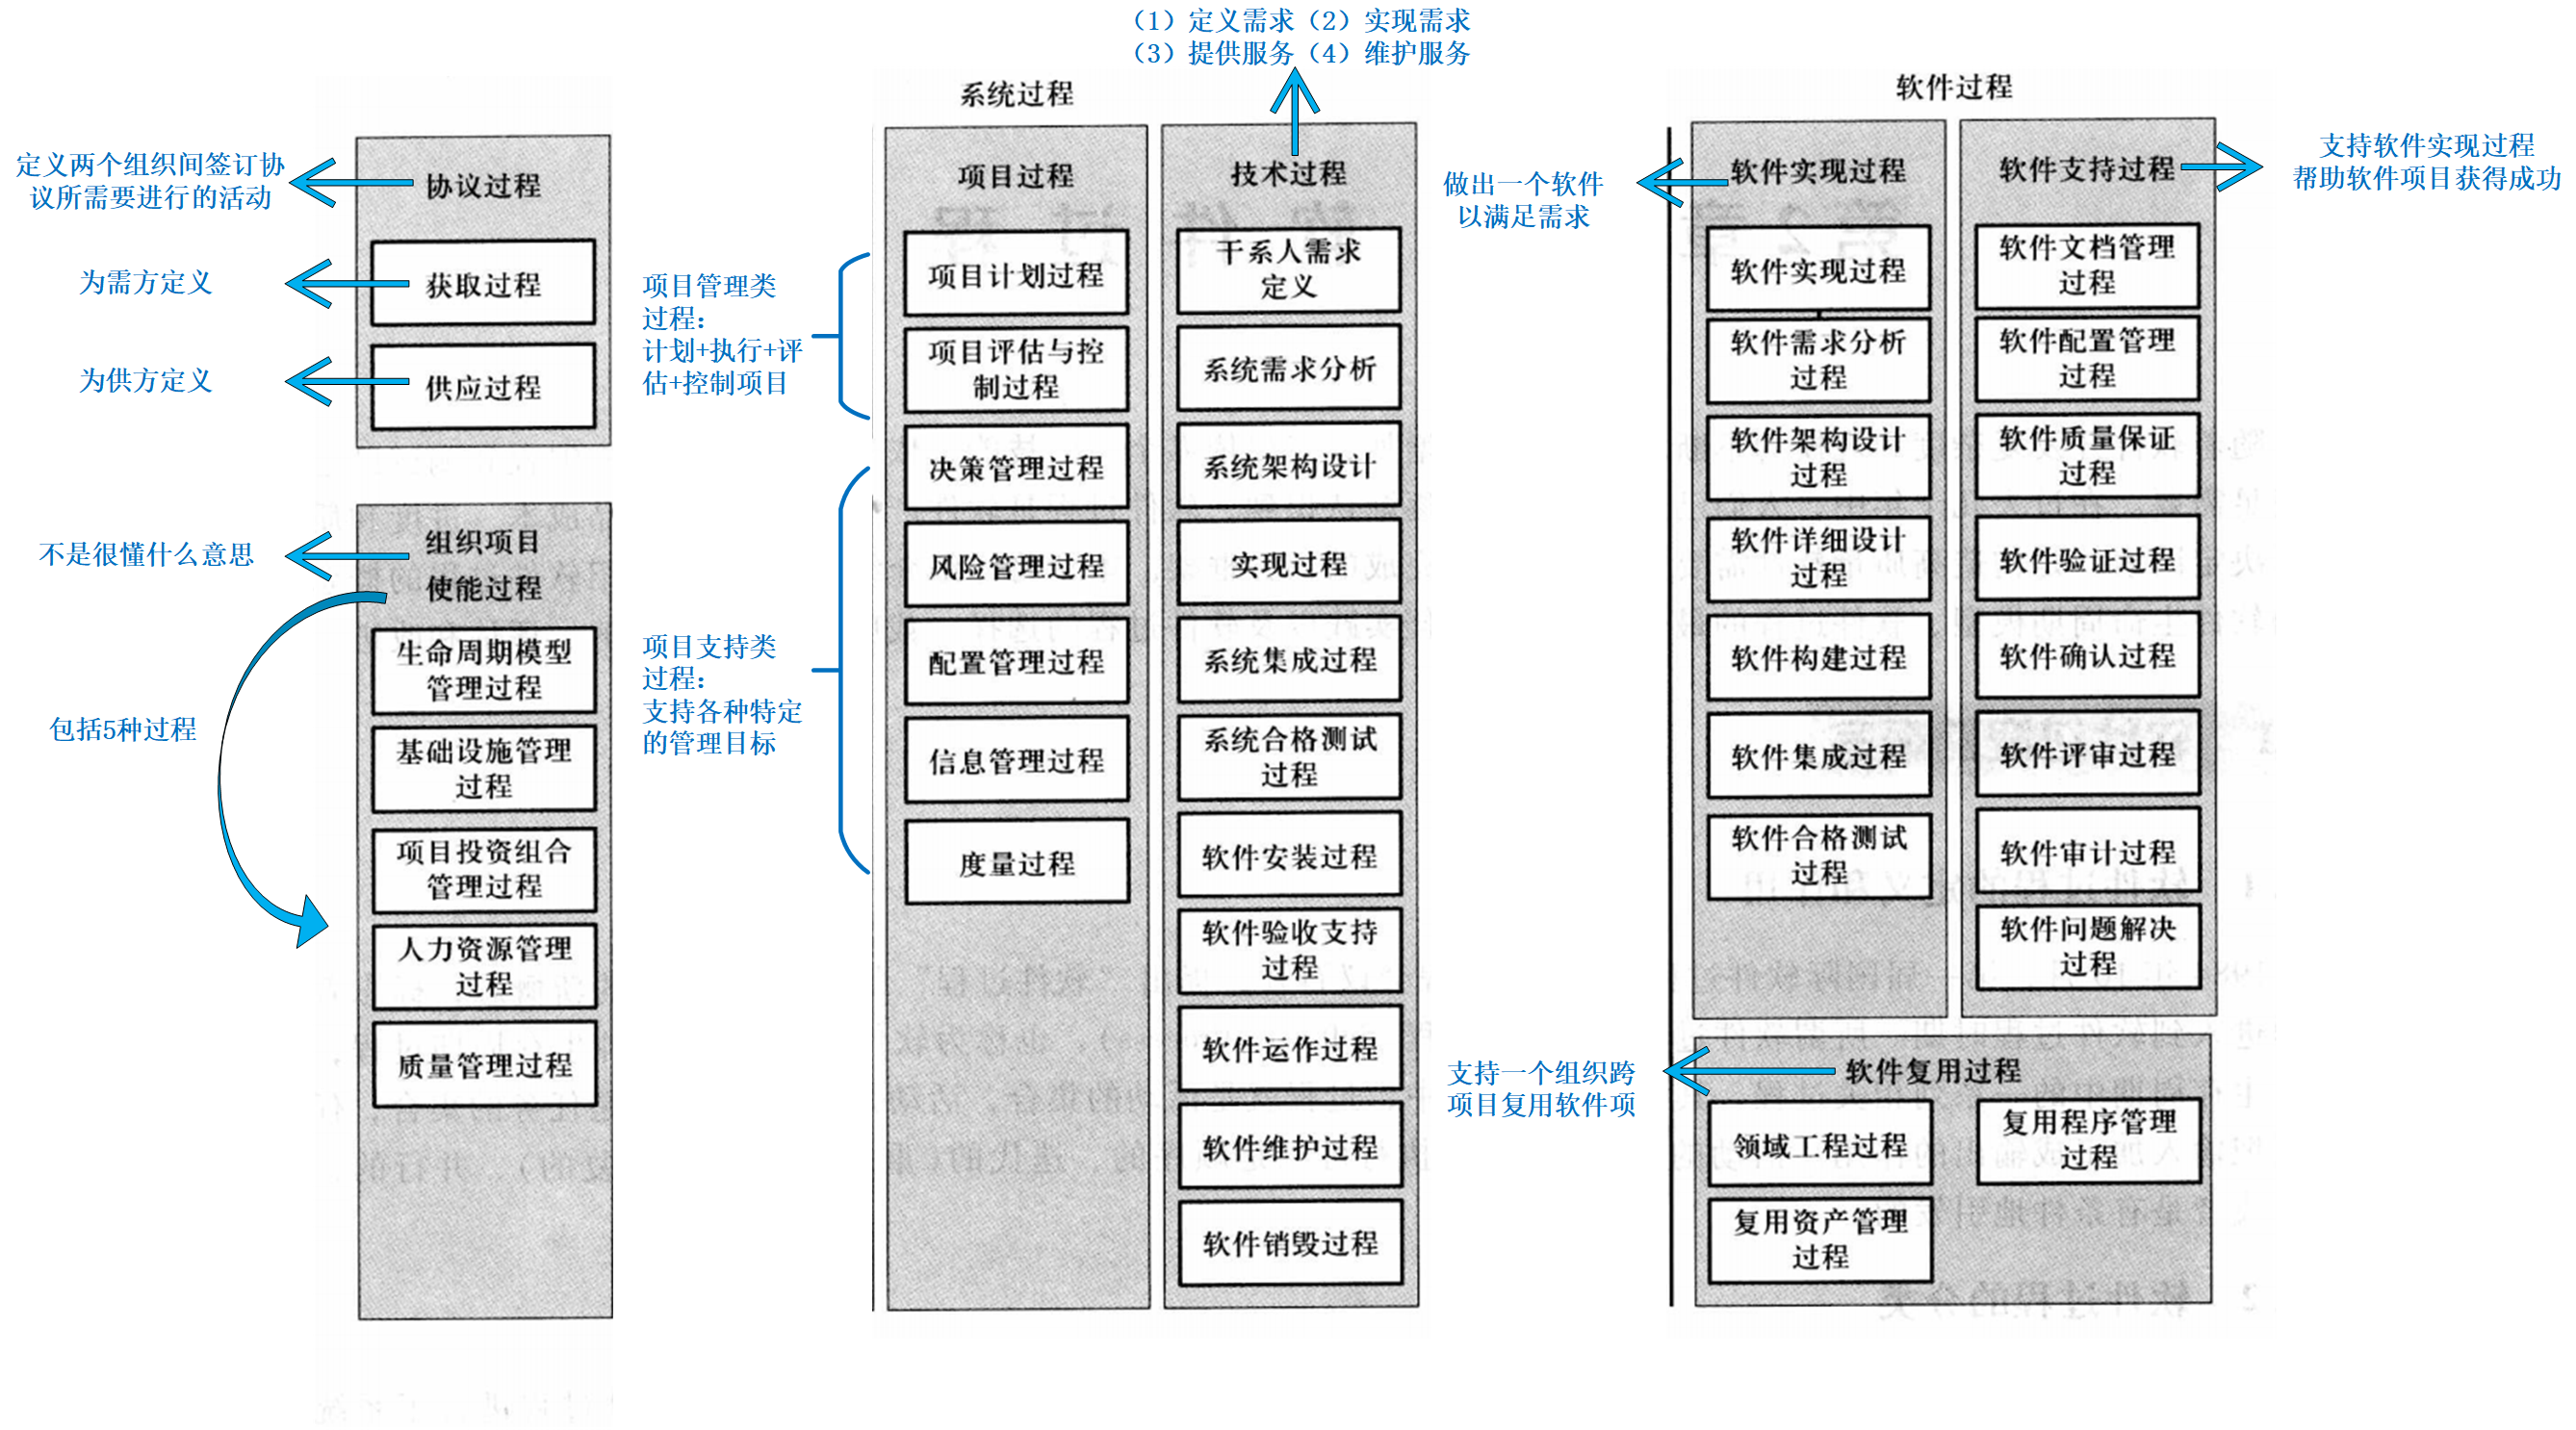 （1）定义需求（2）实现需求
（3）提供服务（4）维护服务
定义两个组织间签订协
议所需要进行的活动
协议过程
为需方定义
获取过程
为供方定义
供应过程
不是很懂什么意思
组织项目
使能过程
包括5种过程
生命周期模型
管理过程
基础设施管理
过程
项目投资组合
管理过程
人力资源管理
过程
质量管理过程
系统过程
项目过程
项目管理类
过程：
计划+执行+评
估+控制项目
项目计划过程
项目评估与控
制过程
项目支持类
过程：
支持各种特定
的管理目标
决策管理过程
风险管理过程
配置管理过程
信息管理过程
度量过程
技术过程
干系人需求
定义
系统需求分析
系统架构设计
实现过程
系统集成过程
系统合格测试
过程
软件安装过程
软件验收支持
过程
软件运作过程
软件维护过程
软件销毁过程
软件过程
做出一个软件
以满足需求
软件实现过程
软件实现过程
软件需求分析
过程
软件架构设计
过程
软件详细设计
过程
软件构建过程
软件集成过程
软件合格测试
过程
软件支持过程
支持软件实现过程
帮助软件项目获得成功
软件文档管理
过程
软件配置管理
过程
软件质量保证
过程
软件验证过程
软件确认过程
软件评审过程
软件审计过程
软件问题解决
过程
支持一个组织跨
项目复用软件项
软件复用过程
领域工程过程
复用程序管理
过程
复用资产管理
过程